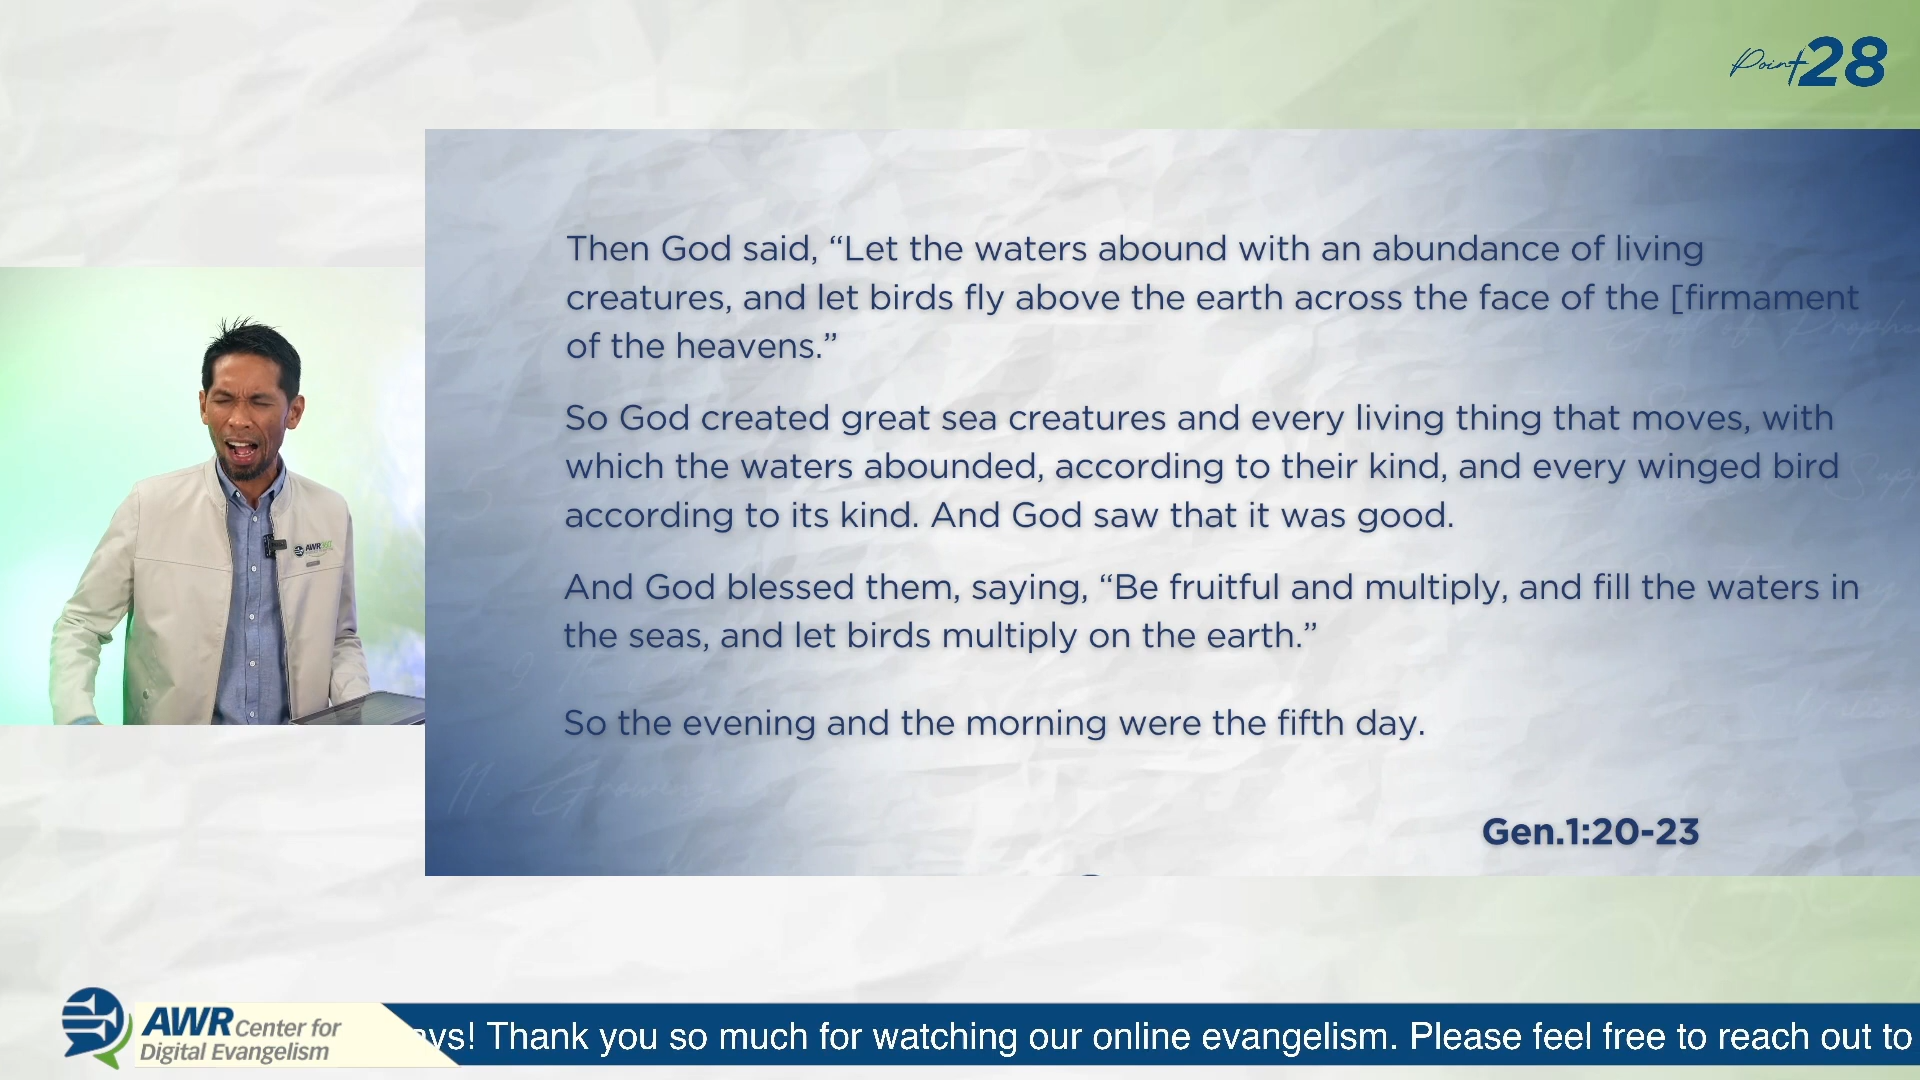 Point28
Then God said, “Let the waters abound with an abundance of living
creatures, and let birds fly above the earth across the face of the [firmament
of the heavens.”
So God created great sea creatures and every living thing that moves, with
which the waters abounded, according to their kind, and every winged bird
according to its kind. And God saw that it was good.
And God blessed them, saying, “Be fruitful and multiply, and fill the waters in
the seas, and let birds multiply on the earth.”
So the evening and the morning were the fifth day.
11. Growing
Gen.1:20-23
AWR
AWR Center for
Digital Evangelism
ays! Thank you so much for watching our online evangelism. Please feel free to reach out to